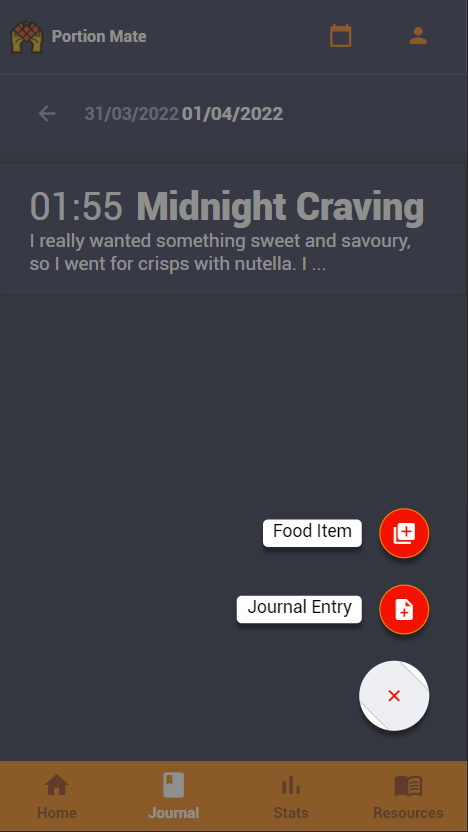 Portion Mate
31/03/2022 01/04/2022
01:55 Midnight Craving
I really wanted something sweet and savoury,
so I went for crisps with nutella. I ...
Food Item
Journal Entry
Home Journal Stats Resources